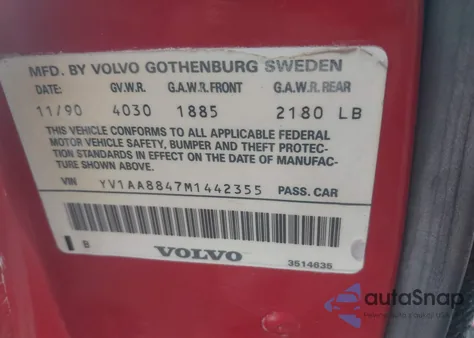 MFD. BY VOLVO GOTHENBURG SWEDEN
DATE: GV.W.R. G.A.W.R. FRONT G.A.W.R. REAR
11/90 4030 1885 2180 LB
THIS VEHICLE CONFORMS TO ALL APPLICABLE FEDERAL
MOTOR VEHICLE SAFETY, BUMPER AND THEFT PROTEC-
TION STANDARDS IN EFFECT ON THE DATE OF MANUFAC-
TURE SHOWN ABOVE.
VIN YV1AA8847M1442355 PASS. CAR
B
VOLVO
3514635
autoSnap